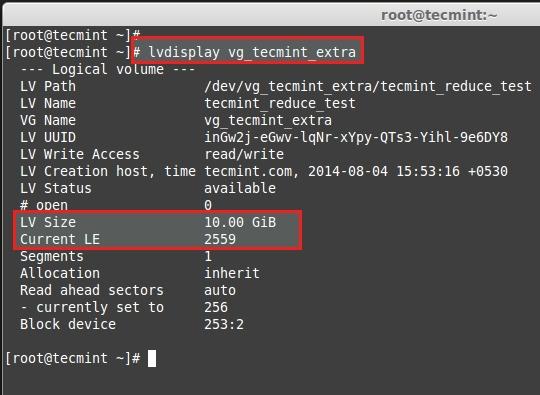 root@tecmint:~
[root@tecmint ~]#
[root@tecmint ~]# lvdisplay vg_tecmint_extra
--- Logical volume ---
LV Path                /dev/vg_tecmint_extra/tecmint_reduce_test
LV Name                tecmint_reduce_test
VG Name                vg_tecmint_extra
LV UUID                inGw2j-eGwv-lqNr-xYpy-QTs3-Yihl-9e6DY8
LV Write Access        read/write
LV Creation host, time tecmint.com, 2014-08-04 15:53:16 +0530
LV Status              available
# open                 0
LV Size                10.00 GiB
Current LE             2559
Segments               1
Allocation             inherit
Read ahead sectors     auto
- currently set to     256
Block device           253:2
[root@tecmint ~]#